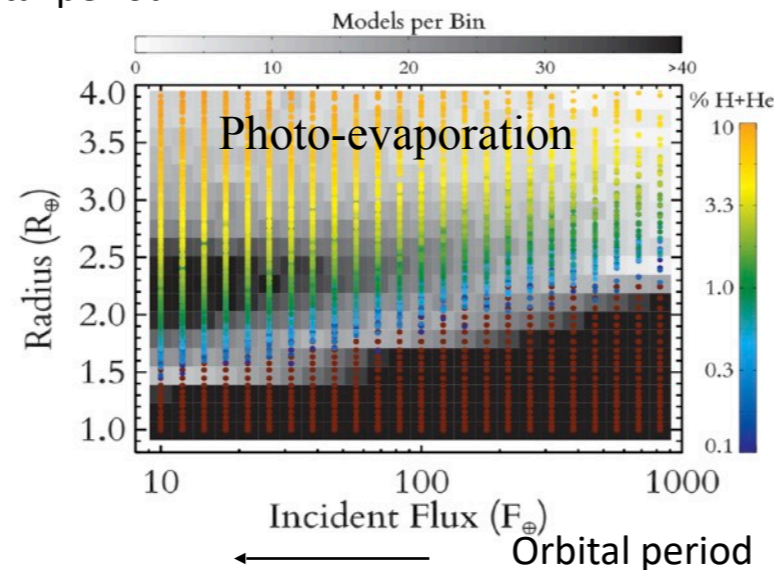 Models per Bin
0 10 20 30 >40
% H+He
Photo-evaporation
4.0
3.5
3.0
2.5
2.0
1.5
1.0
Radius (R⊕)
10
3.3
1.0
0.3
0.1
10 100 1000
Incident Flux (F⊕)
Orbital period